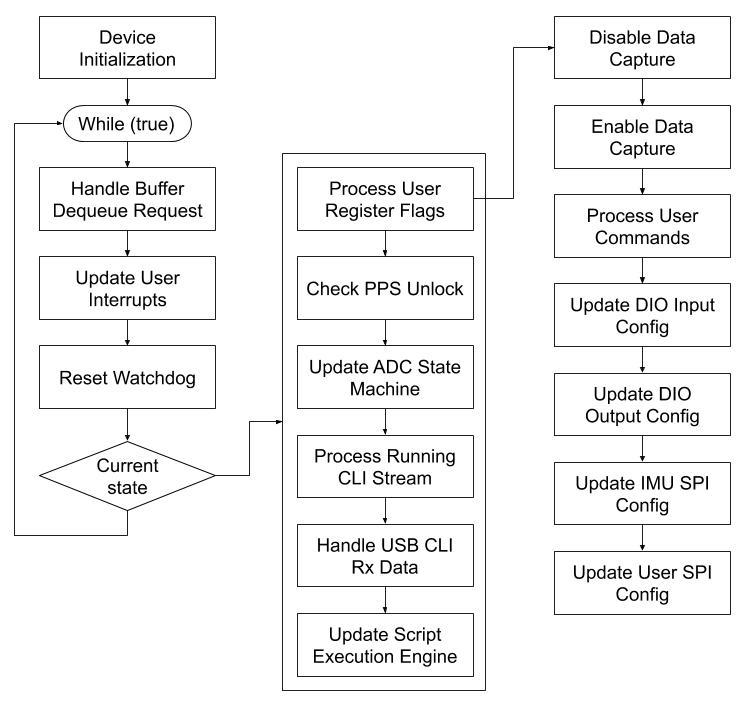 Device
Initialization
While (true)
Handle Buffer
Dequeue Request
Update User
Interrupts
Reset Watchdog
Current
state
Process User
Register Flags
Check PPS Unlock
Update ADC State
Machine
Process Running
CLI Stream
Handle USB CLI
Rx Data
Update Script
Execution Engine
Disable Data
Capture
Enable Data
Capture
Process User
Commands
Update DIO Input
Config
Update DIO
Output Config
Update IMU SPI
Config
Update User SPI
Config